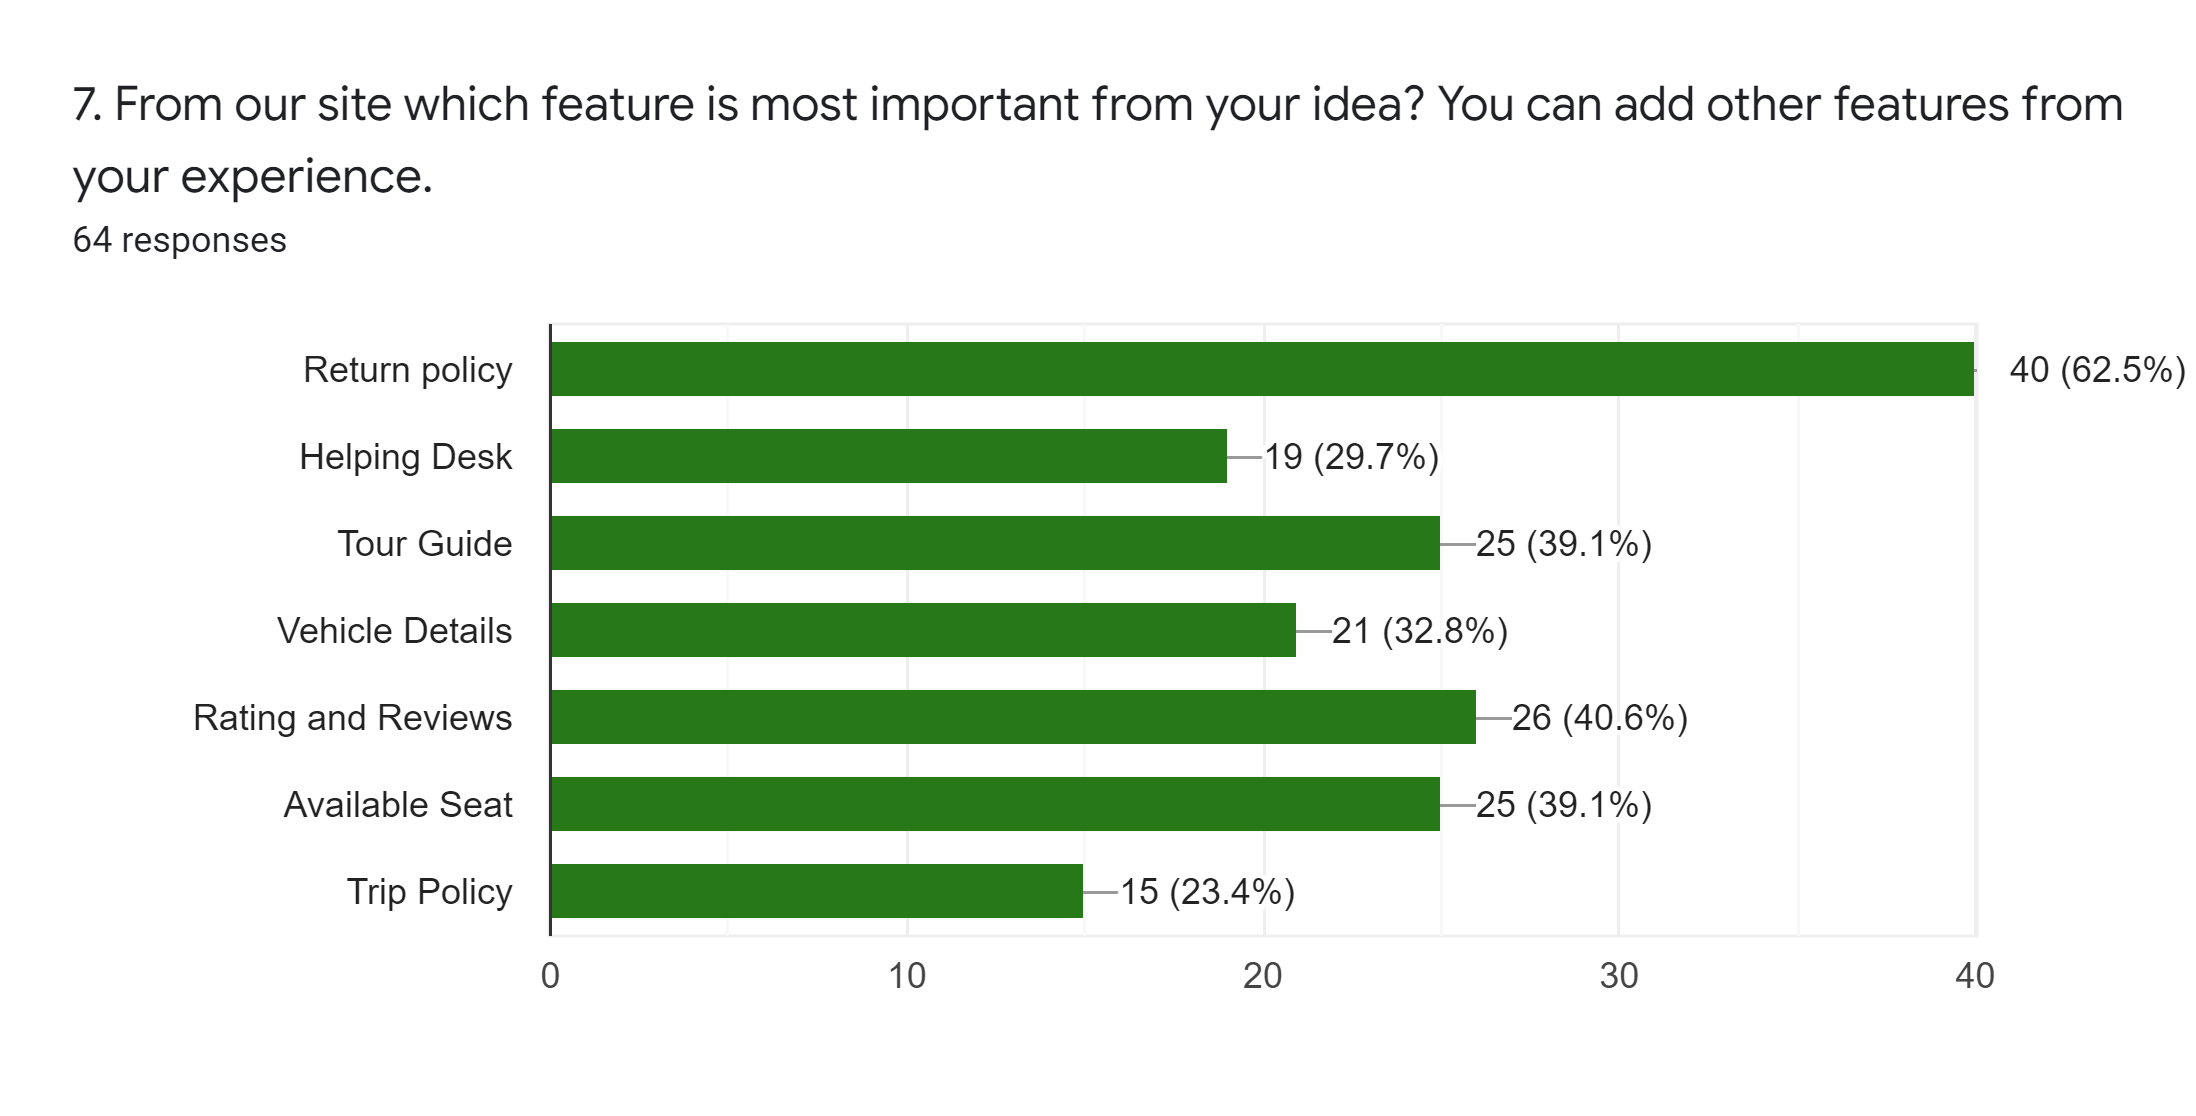 7. From our site which feature is most important from your idea? You can add other features from
your experience.
64 responses
Return policy 40 (62.5%)
Helping Desk 19 (29.7%)
Tour Guide 25 (39.1%)
Vehicle Details 21 (32.8%)
Rating and Reviews 26 (40.6%)
Available Seat 25 (39.1%)
Trip Policy 15 (23.4%)
0 10 20 30 40